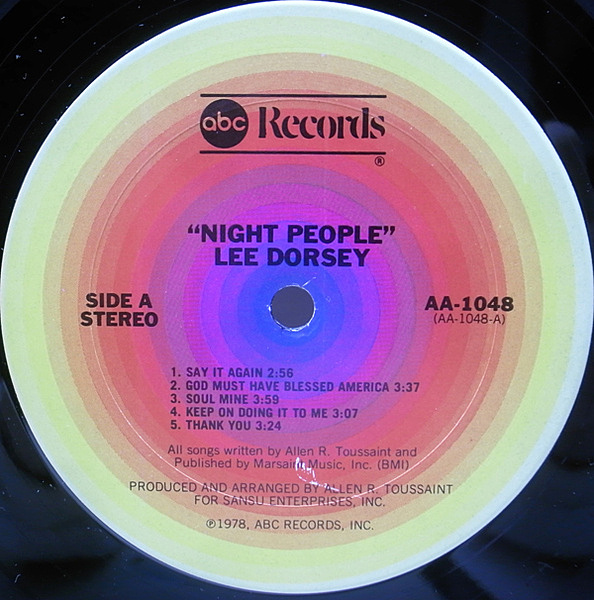 abc Records
®
"NIGHT PEOPLE"
LEE DORSEY
SIDE A
STEREO
AA-1048
(AA-1048-A)
1. SAY IT AGAIN 2:56
2. GOD MUST HAVE BLESSED AMERICA 3:37
3. SOUL MINE 3:59
4. KEEP ON DOING IT TO ME 3:07
5. THANK YOU 3:24
All songs written by Allen R. Toussaint and
Published by Marsaint Music, Inc. (BMI)
PRODUCED AND ARRANGED BY ALLEN R. TOUSSAINT
FOR SANSU ENTERPRISES, INC.
℗1978, ABC RECORDS, INC.